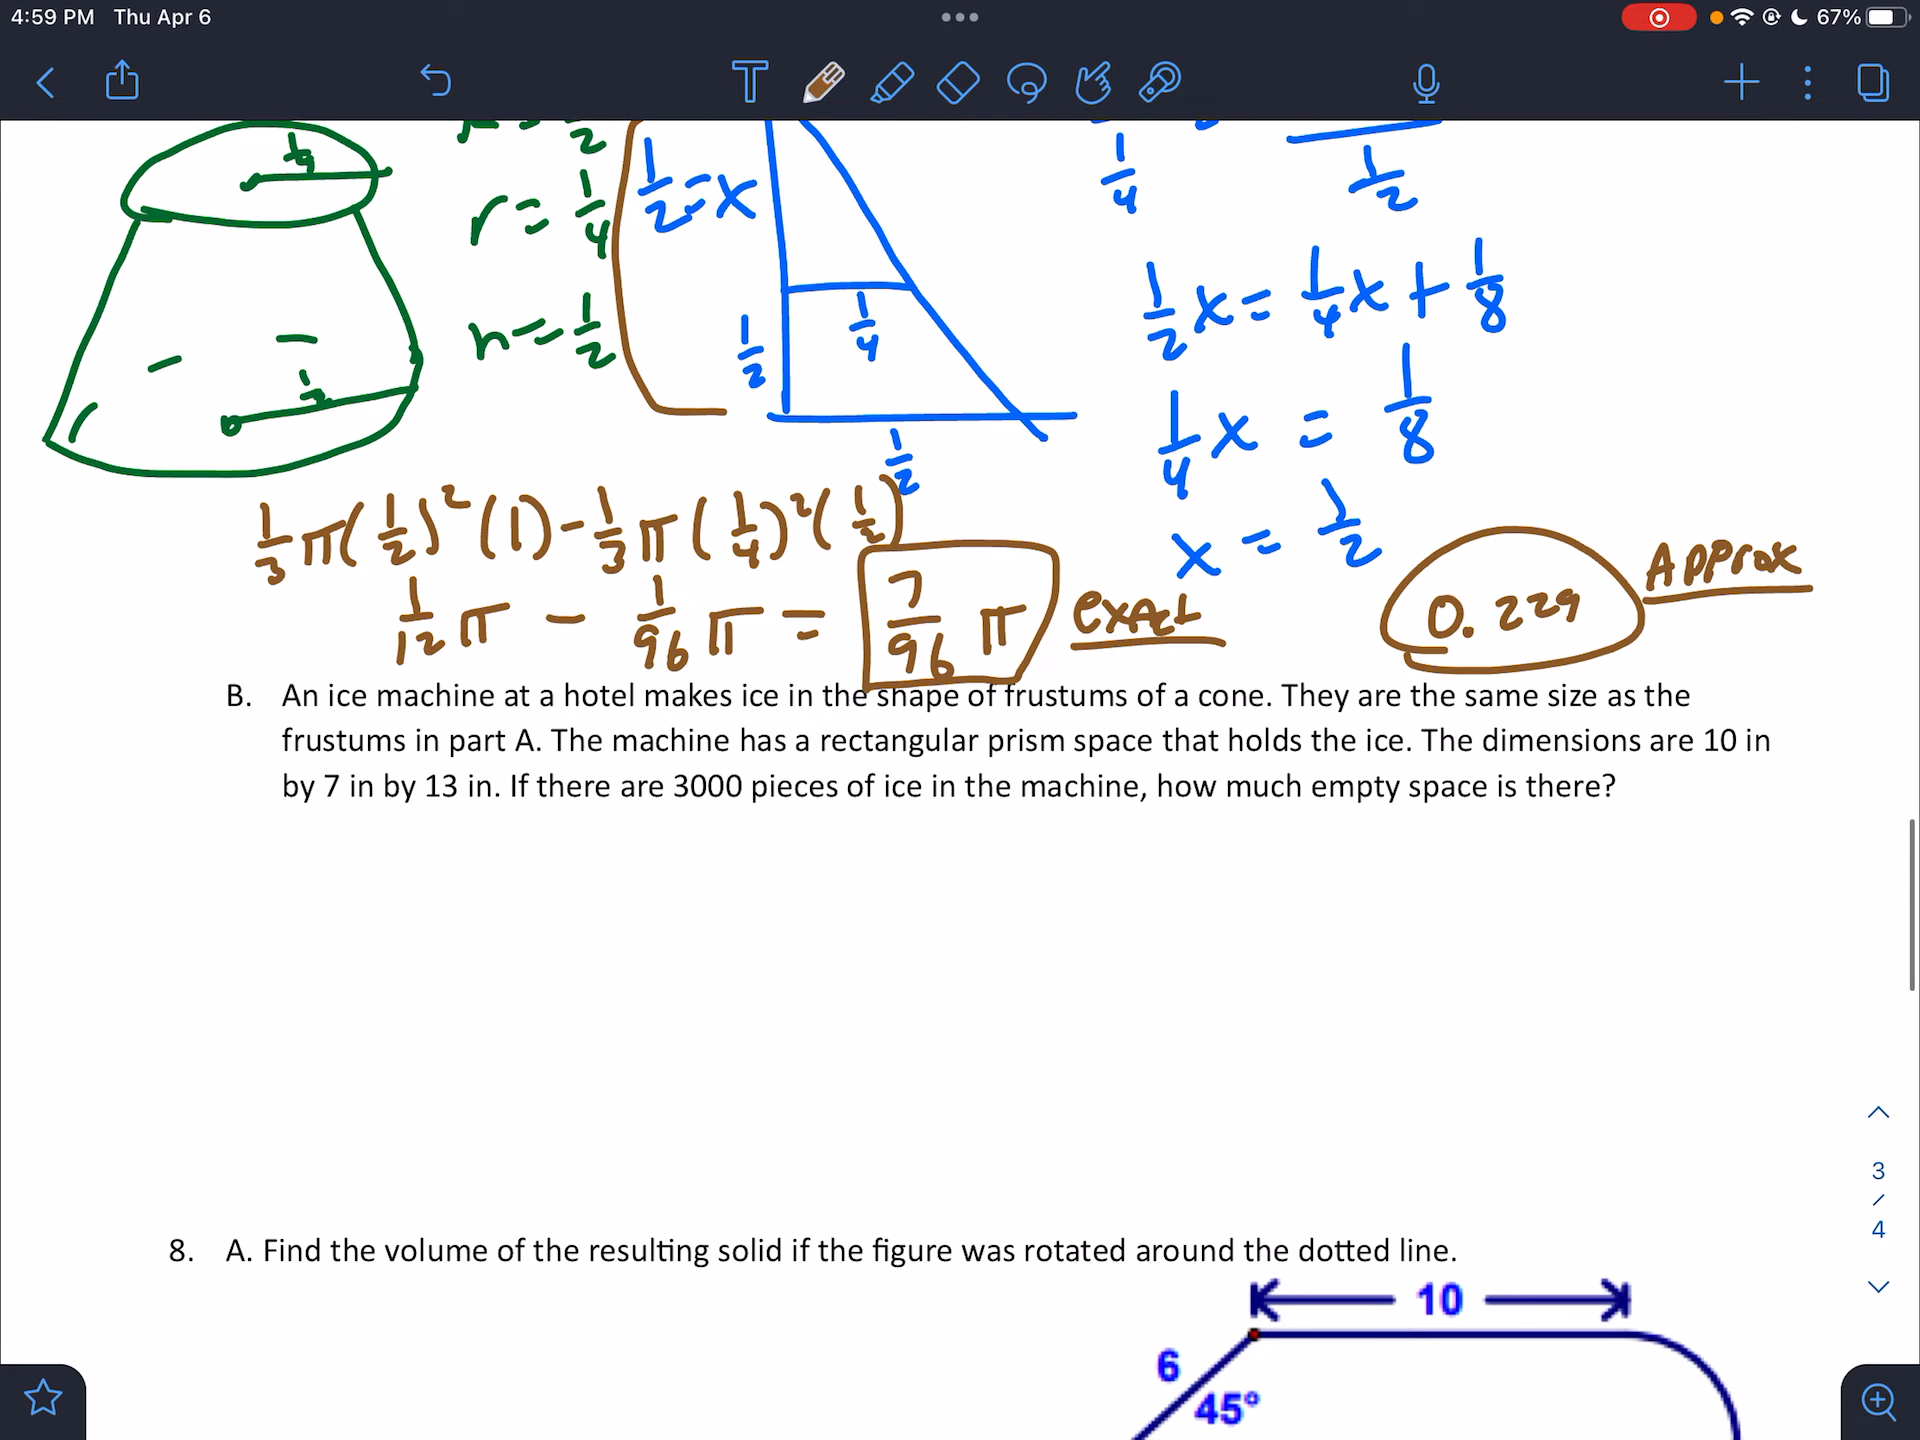 4:59 PM Thu Apr 6
67%
T
1/4
r = 1/4
h = 1/2
1/2
1/2 = x
1/2
1/4
1/2
1/4
1/2
1/2 x = 1/4 x + 1/8
1/4 x = 1/8
x = 1/2
1/3 π(1/2)²(1) - 1/3 π(1/4)²(1/2)
1/12 π - 1/96 π = 7/96 π exact
0.229 Approx
B. An ice machine at a hotel makes ice in the shape of frustums of a cone. They are the same size as the
frustums in part A. The machine has a rectangular prism space that holds the ice. The dimensions are 10 in
by 7 in by 13 in. If there are 3000 pieces of ice in the machine, how much empty space is there?
3
/
4
8. A. Find the volume of the resulting solid if the figure was rotated around the dotted line.
10
6
45°